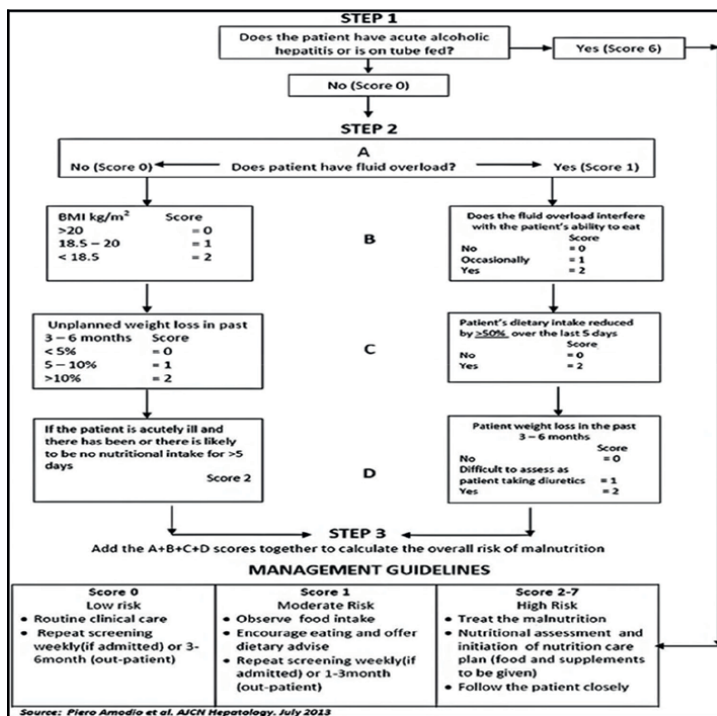 STEP 1
Does the patient have acute alcoholic
hepatitis or is on tube fed?
Yes (Score 6)
No (Score 0)
STEP 2
A
No (Score 0)
Does patient have fluid overload?
Yes (Score 1)
BMI kg/m² Score
>20 = 0
18.5 – 20 = 1
< 18.5 = 2
B
Does the fluid overload interfere
with the patient's ability to eat
Score
No = 0
Occasionally = 1
Yes = 2
Unplanned weight loss in past
3 – 6 months Score
< 5% = 0
5 – 10% = 1
>10% = 2
C
Patient's dietary intake reduced
by >50% over the last 5 days
Score
No = 0
Yes = 2
If the patient is acutely ill and
there has been or there is likely
to be no nutritional intake for >5
days
Score 2
D
Patient weight loss in the past
3 – 6 months
Score
No = 0
Difficult to assess as
patient taking diuretics = 1
Yes = 2
STEP 3
Add the A+B+C+D scores together to calculate the overall risk of malnutrition
MANAGEMENT GUIDELINES
Score 0
Low risk
• Routine clinical care
• Repeat screening
weekly(if admitted) or 3-
6month (out-patient)
Score 1
Moderate Risk
• Observe food intake
• Encourage eating and offer
dietary advise
• Repeat screening weekly(if
admitted) or 1-3month
(out-patient)
Score 2-7
High Risk
• Treat the malnutrition
• Nutritional assessment and
initiation of nutrition care
plan (food and supplements
to be given)
• Follow the patient closely
Source: Piero Amodio et al. AJCN Hepatology. July 2013